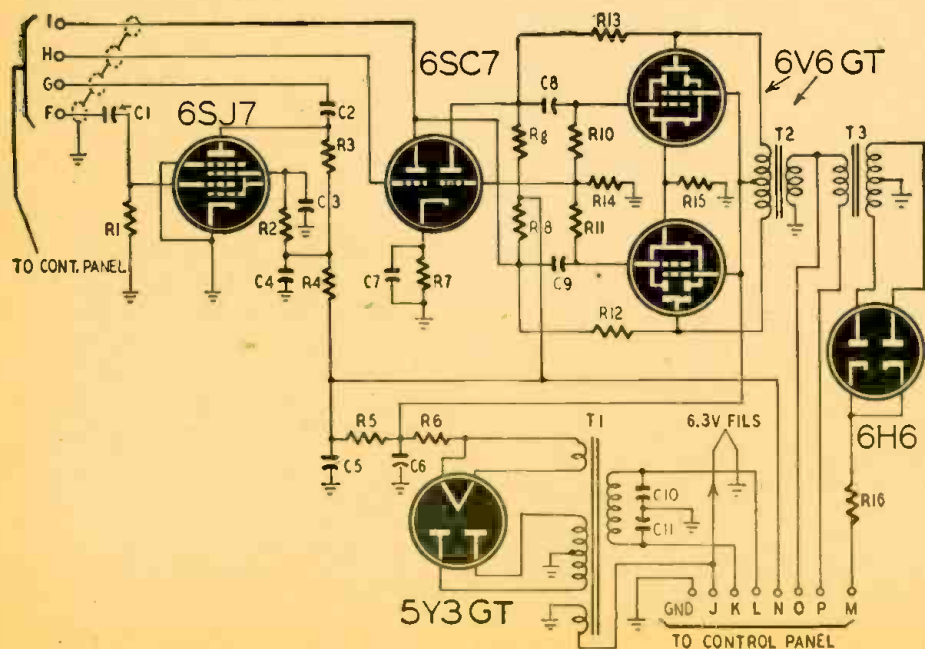 R13
I
6SC7
6V6 GT
H
C8
G
6SJ7
C2
T2
T3
F
C1
R3
R9
R10
R14
R15
R1
R2
C3
R8
R11
TO CONT. PANEL
C4
R4
C7
R7
C9
R12
T1
6.3V FILS
6H6
R5
R6
C5
C6
C10
R16
C11
5Y3 GT
GND J K L N O P M
TO CONTROL PANEL